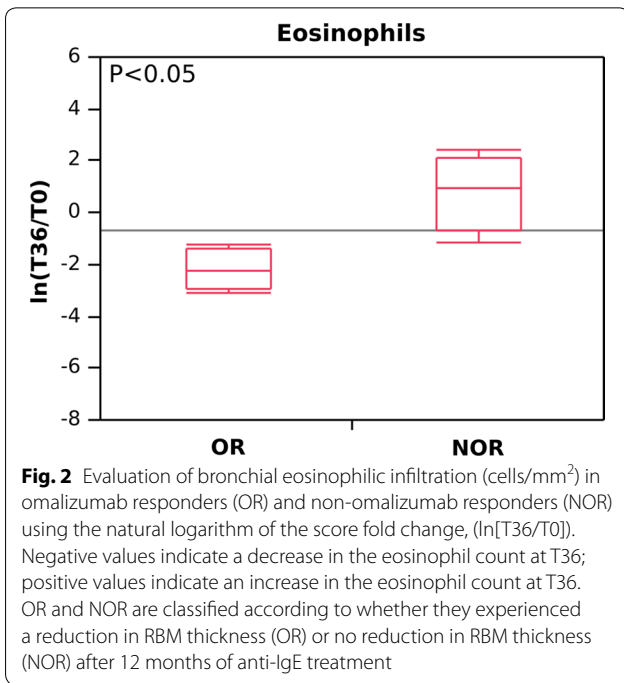 Eosinophils
P<0.05
6
4
2
0
-2
-4
-6
-8
ln(T36/T0)
OR NOR
Fig. 2 Evaluation of bronchial eosinophilic infiltration (cells/mm²) in
omalizumab responders (OR) and non-omalizumab responders (NOR)
using the natural logarithm of the score fold change, (ln[T36/T0]).
Negative values indicate a decrease in the eosinophil count at T36;
positive values indicate an increase in the eosinophil count at T36.
OR and NOR are classified according to whether they experienced
a reduction in RBM thickness (OR) or no reduction in RBM thickness
(NOR) after 12 months of anti-IgE treatment